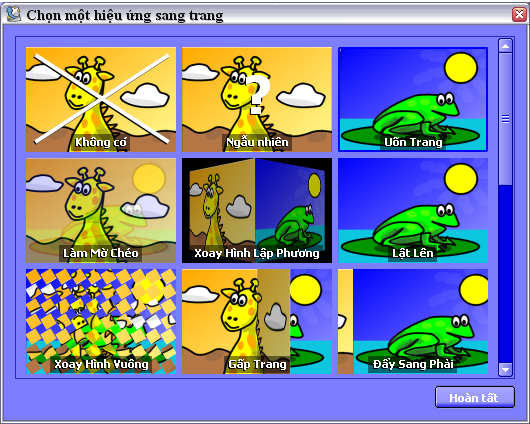 Chọn một hiệu ứng sang trang
Không có
Ngẫu nhiên
Uốn Trang
Làm Mờ Chéo
Xoay Hình Lập Phương
Lật Lên
Xoay Hình Vuông
Gấp Trang
Đẩy Sang Phải
Hoàn tất